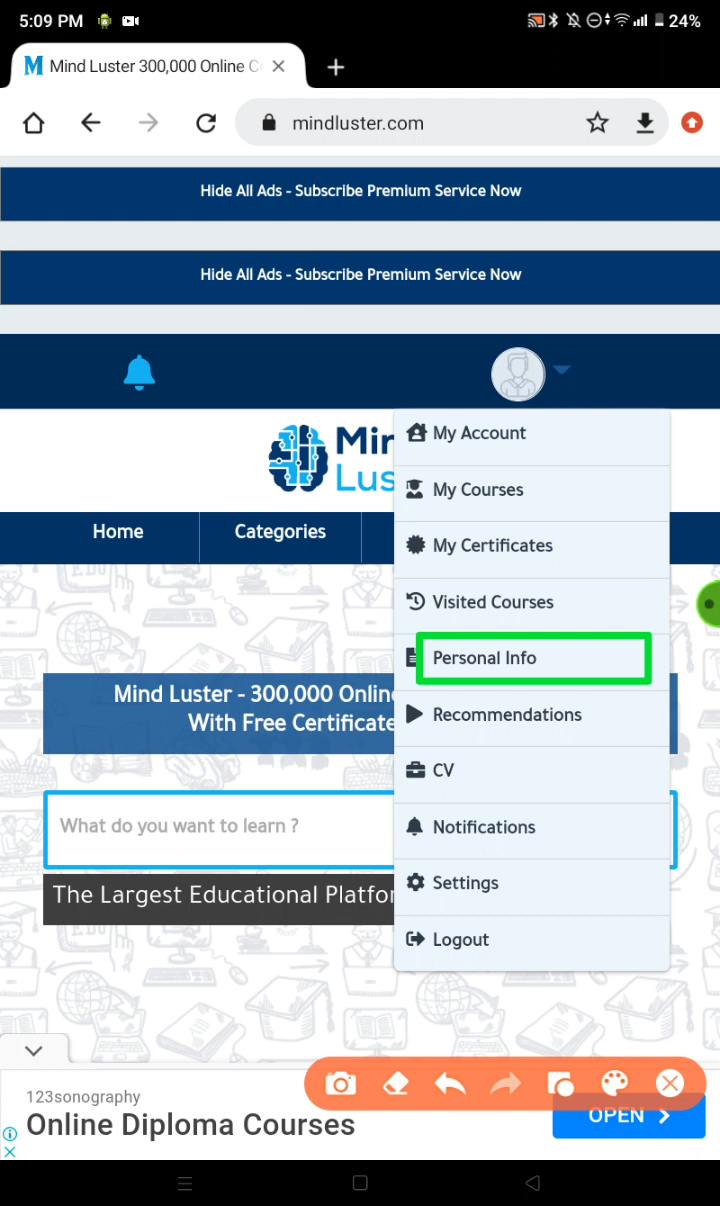 5:09 PM
24%
Mind Luster 300,000 Online C
mindluster.com
Hide All Ads - Subscribe Premium Service Now
Hide All Ads - Subscribe Premium Service Now
Min
Lus
My Account
My Courses
My Certificates
Visited Courses
Personal Info
Recommendations
CV
Notifications
Settings
Logout
Home
Categories
Mind Luster - 300,000 Online
With Free Certificate
What do you want to learn ?
The Largest Educational Platfor
123sonography
Online Diploma Courses
OPEN